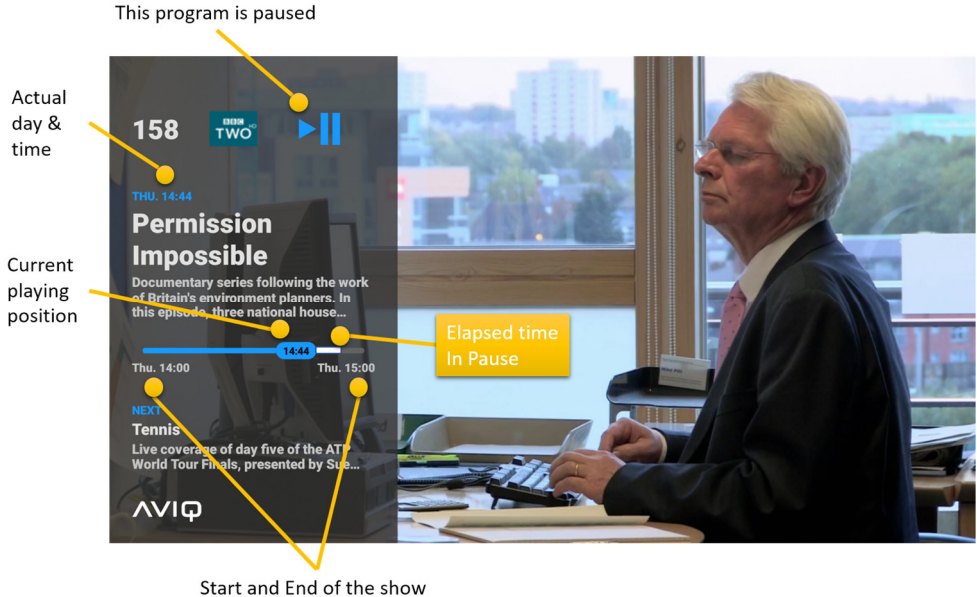 This program is paused
Actual
day &
time
158
BBC
TWO HD
THU. 14:44
Permission
Impossible
Documentary series following the work
of Britain's environment planners. In
this episode, three national house...
Current
playing
position
14:44
Thu. 14:00
Thu. 15:00
Elapsed time
In Pause
NEXT
Tennis
Live coverage of day five of the ATP
World Tour Finals, presented by Sue...
AVIQ
Start and End of the show